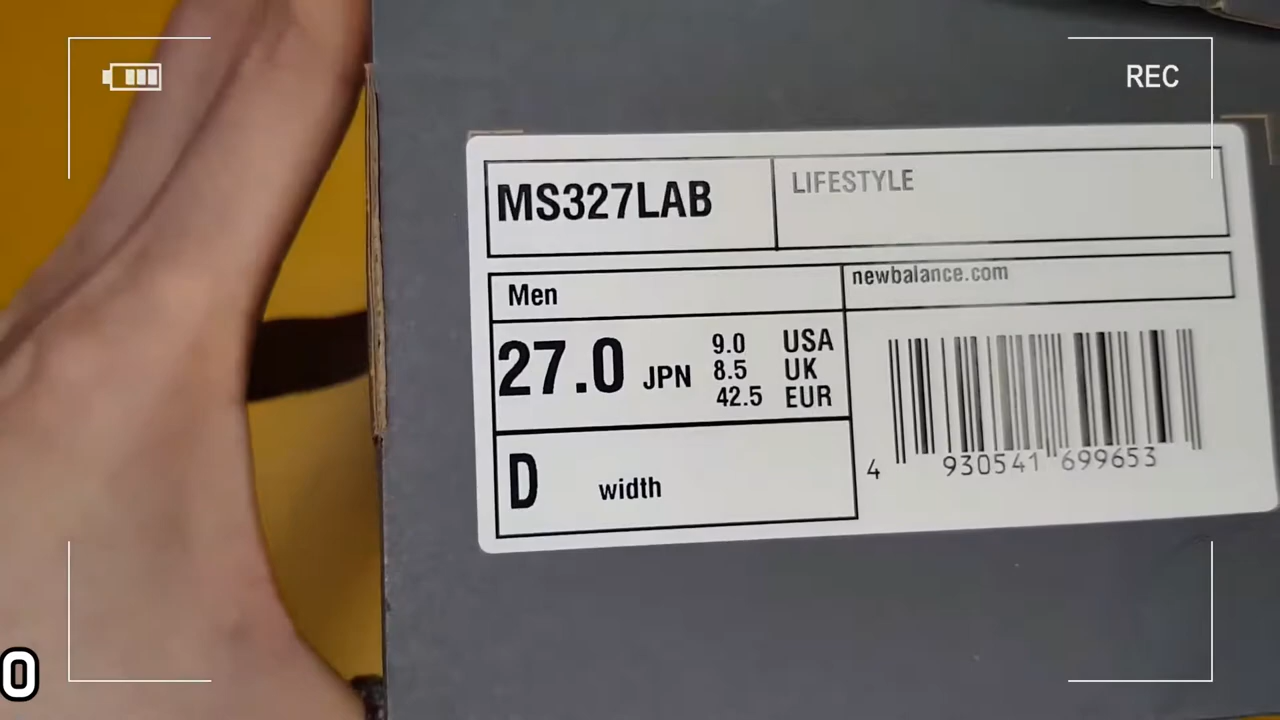 REC
MS327LAB
LIFESTYLE
Men
newbalance.com
27.0 JPN
9.0 USA
8.5 UK
42.5 EUR
D width
4 930541 699653
0